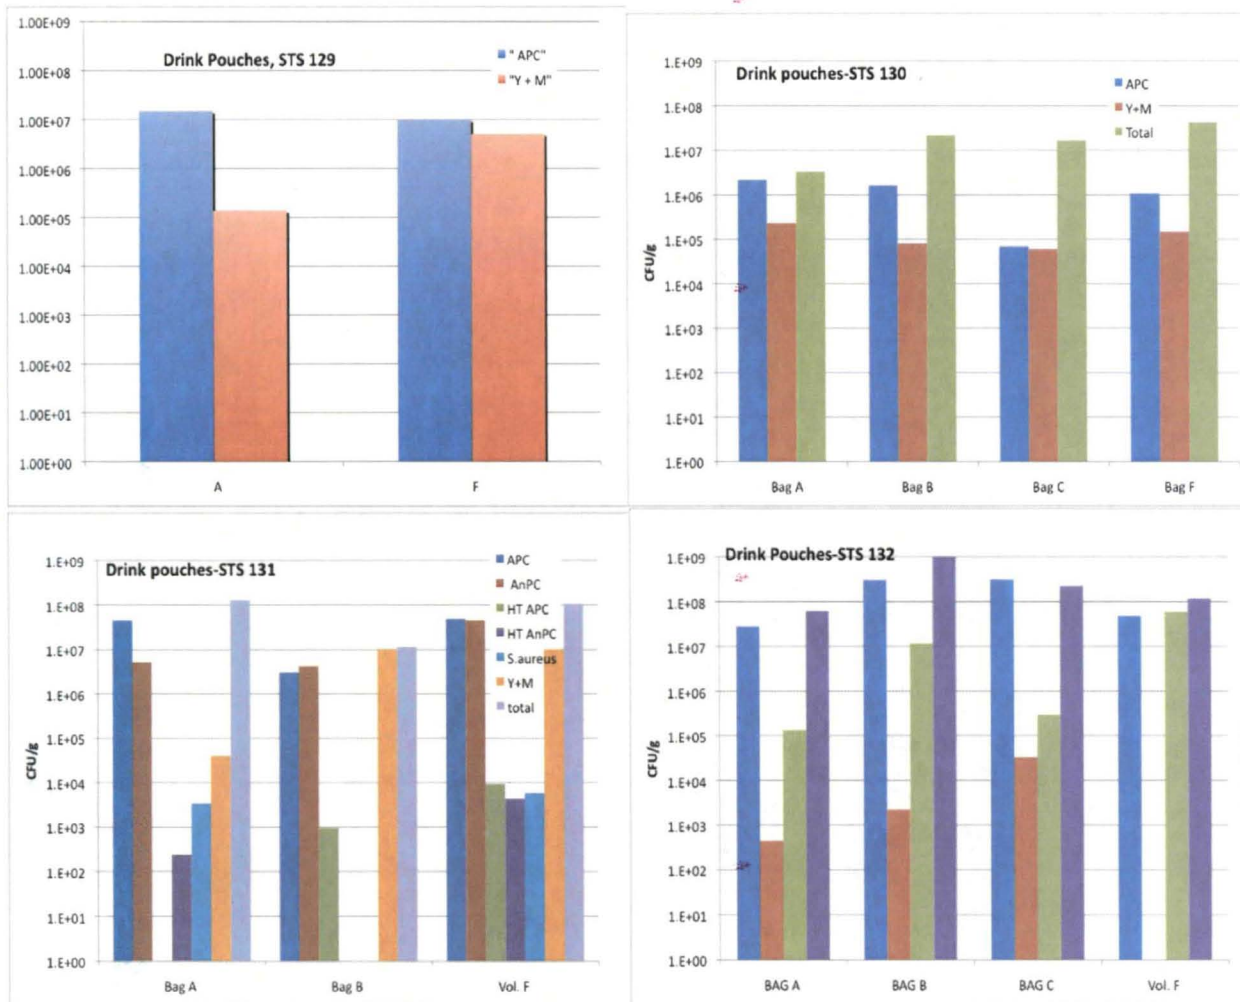 Drink Pouches, STS 129
" APC"
"Y + M"
1.00E+09
1.00E+08
1.00E+07
1.00E+06
1.00E+05
1.00E+04
1.00E+03
1.00E+02
1.00E+01
1.00E+00
A F
Drink pouches-STS 130
APC
Y+M
Total
CFU/g
1.E+09
1.E+08
1.E+07
1.E+06
1.E+05
1.E+04
1.E+03
1.E+02
1.E+01
1.E+00
Bag A Bag B Bag C Bag F
Drink pouches-STS 131
APC
AnPC
HT APC
HT AnPC
S.aureus
Y+M
total
CFU/g
1.E+09
1.E+08
1.E+07
1.E+06
1.E+05
1.E+04
1.E+03
1.E+02
1.E+01
1.E+00
Bag A Bag B Vol. F
Drink Pouches-STS 132
CFU/g
1.E+09
1.E+08
1.E+07
1.E+06
1.E+05
1.E+04
1.E+03
1.E+02
1.E+01
1.E+00
BAG A BAG B BAG C Vol. F